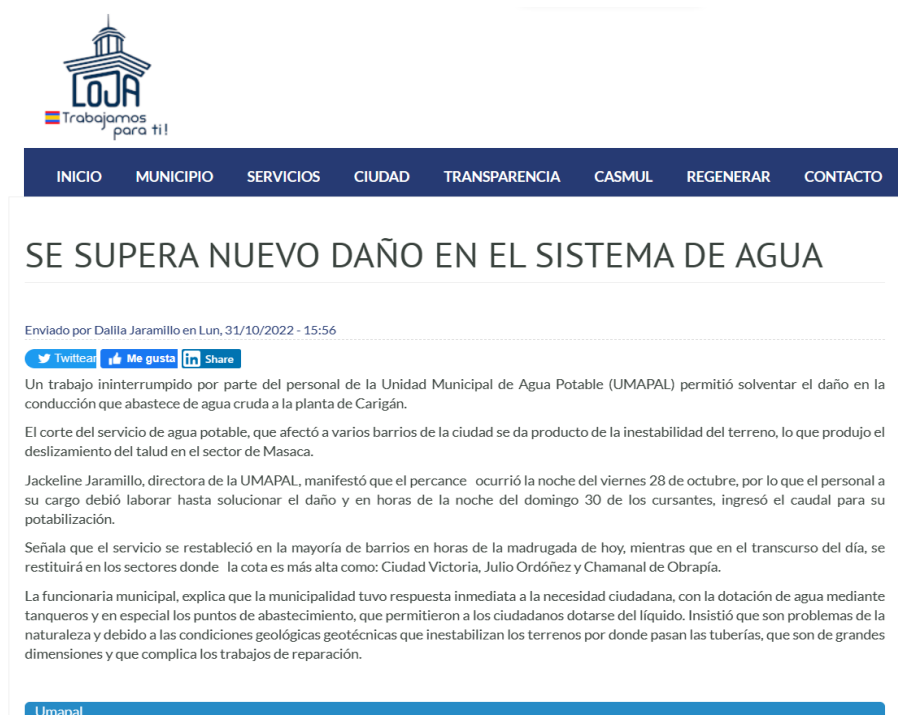 LOJA
Trabajamos
para ti!
INICIO MUNICIPIO SERVICIOS CIUDAD TRANSPARENCIA CASMUL REGENERAR CONTACTO
SE SUPERA NUEVO DAÑO EN EL SISTEMA DE AGUA
Enviado por Dalila Jaramillo en Lun, 31/10/2022 - 15:56
Twittear Me gusta in Share
Un trabajo ininterrumpido por parte del personal de la Unidad Municipal de Agua Potable (UMAPAL) permitió solventar el daño en la
conducción que abastece de agua cruda a la planta de Carigán.
El corte del servicio de agua potable, que afectó a varios barrios de la ciudad se da producto de la inestabilidad del terreno, lo que produjo el
deslizamiento del talud en el sector de Masaca.
Jackeline Jaramillo, directora de la UMAPAL, manifestó que el percance ocurrió la noche del viernes 28 de octubre, por lo que el personal a
su cargo debió laborar hasta solucionar el daño y en horas de la noche del domingo 30 de los cursantes, ingresó el caudal para su
potabilización.
Señala que el servicio se restableció en la mayoría de barrios en horas de la madrugada de hoy, mientras que en el transcurso del día, se
restituirá en los sectores donde la cota es más alta como: Ciudad Victoria, Julio Ordóñez y Chamanal de Obrapía.
La funcionaria municipal, explica que la municipalidad tuvo respuesta inmediata a la necesidad ciudadana, con la dotación de agua mediante
tanqueros y en especial los puntos de abastecimiento, que permitieron a los ciudadanos dotarse del líquido. Insistió que son problemas de la
naturaleza y debido a las condiciones geológicas geotécnicas que inestabilizan los terrenos por donde pasan las tuberías, que son de grandes
dimensiones y que complica los trabajos de reparación.
Umapal